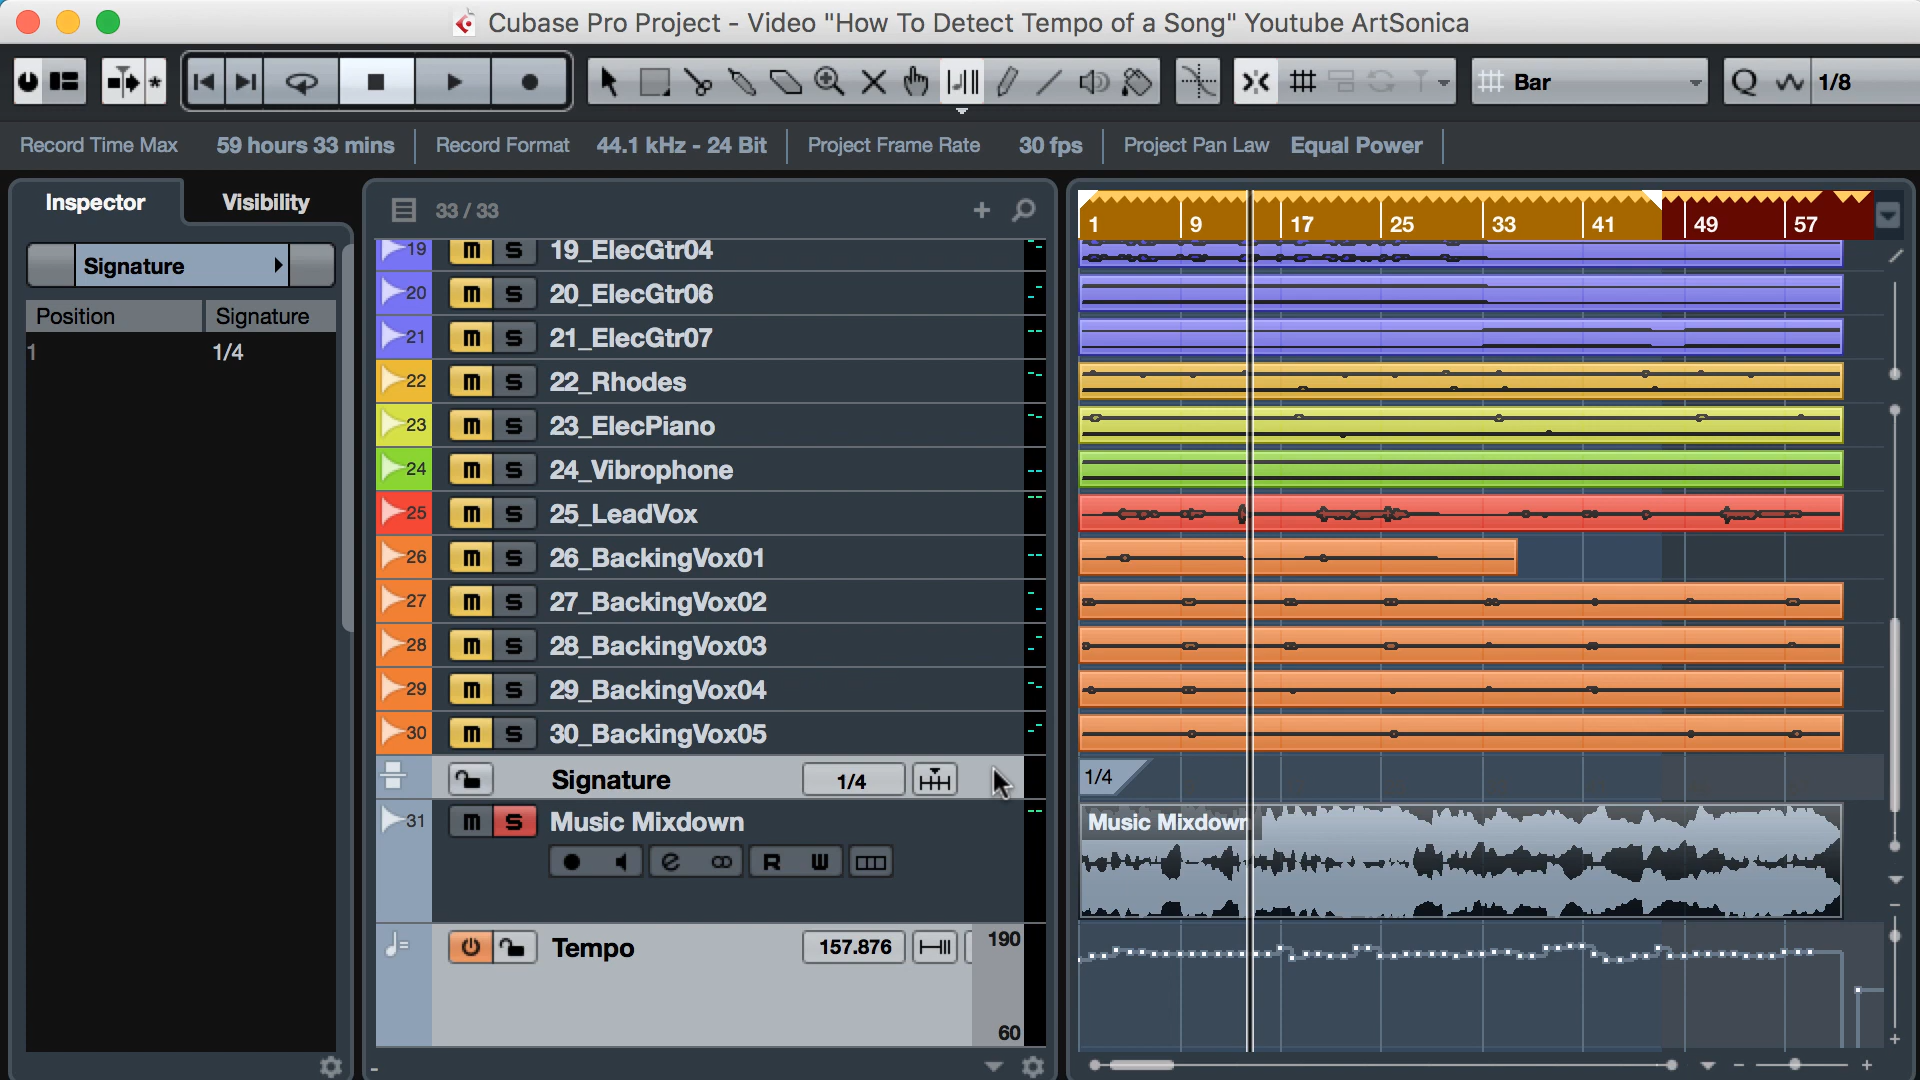 Cubase Pro Project - Video "How To Detect Tempo of a Song" Youtube ArtSonica
Bar
Q
1/8
Record Time Max 59 hours 33 mins Record Format 44.1 kHz - 24 Bit Project Frame Rate 30 fps Project Pan Law Equal Power
Inspector Visibility
33 / 33
1 9 17 25 33 41 49 57
Signature
Position Signature
1 1/4
19 m S 19_ElecGtr04
20 m S 20_ElecGtr06
21 m S 21_ElecGtr07
22 m S 22_Rhodes
23 m S 23_ElecPiano
24 m S 24_Vibrophone
25 m S 25_LeadVox
26 m S 26_BackingVox01
27 m S 27_BackingVox02
28 m S 28_BackingVox03
29 m S 29_BackingVox04
30 m S 30_BackingVox05
Signature 1/4
1/4
31 m S Music Mixdown
Music Mixdown
e R W
Tempo 157.876 190
60